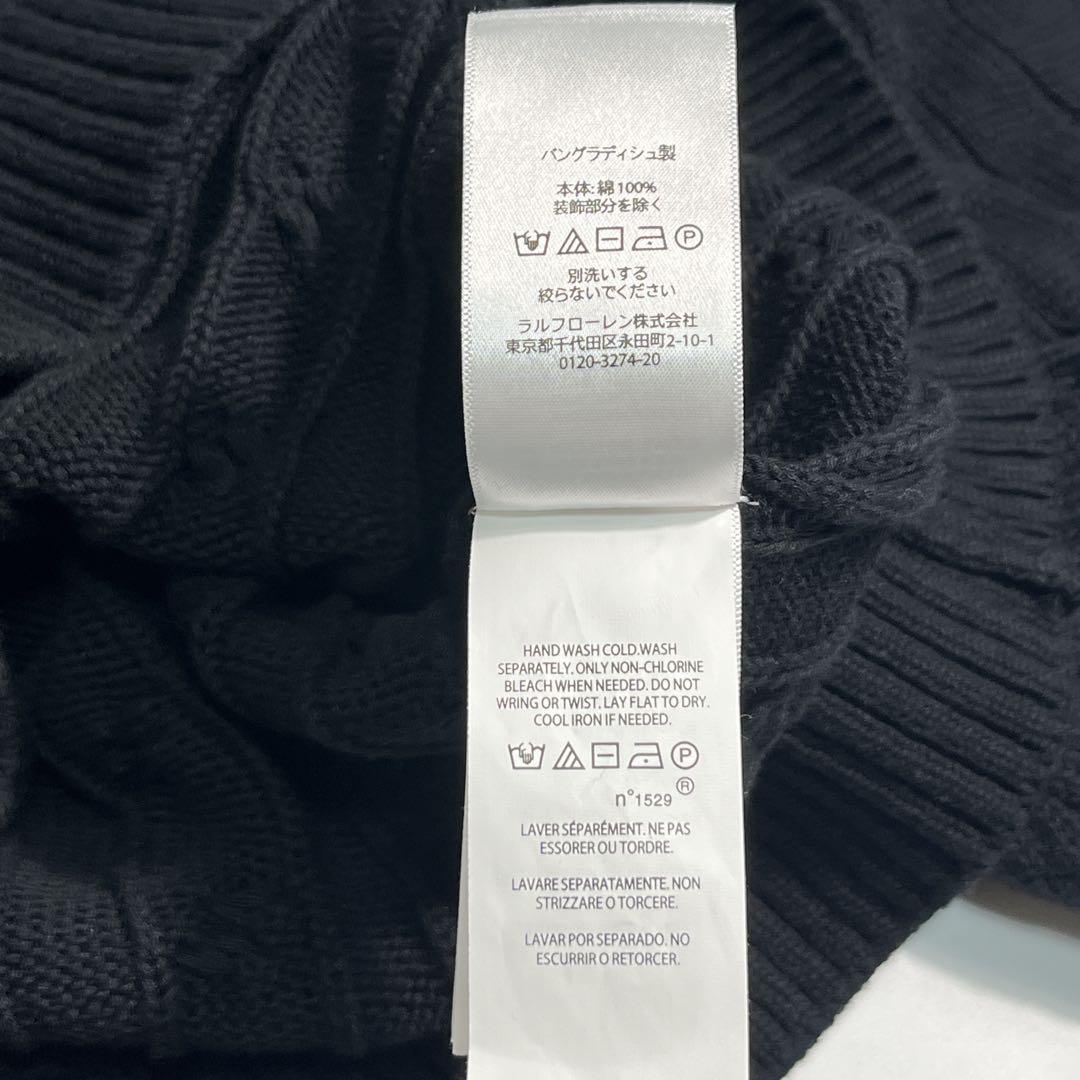 バングラディシュ製
本体:綿100%
装飾部分を除く
P
別洗いする
絞らないでください
ラルフローレン株式会社
東京都千代田区永田町2-10-1
0120-3274-20
HAND WASH COLD.WASH
SEPARATELY. ONLY NON-CHLORINE
BLEACH WHEN NEEDED. DO NOT
WRING OR TWIST. LAY FLAT TO DRY.
COOL IRON IF NEEDED.
P
n°1529 ®
LAVER SÉPARÉMENT. NE PAS
ESSORER OU TORDRE.
LAVARE SEPARATAMENTE. NON
STRIZZARE O TORCERE.
LAVAR POR SEPARADO. NO
ESCURRIR O RETORCER.